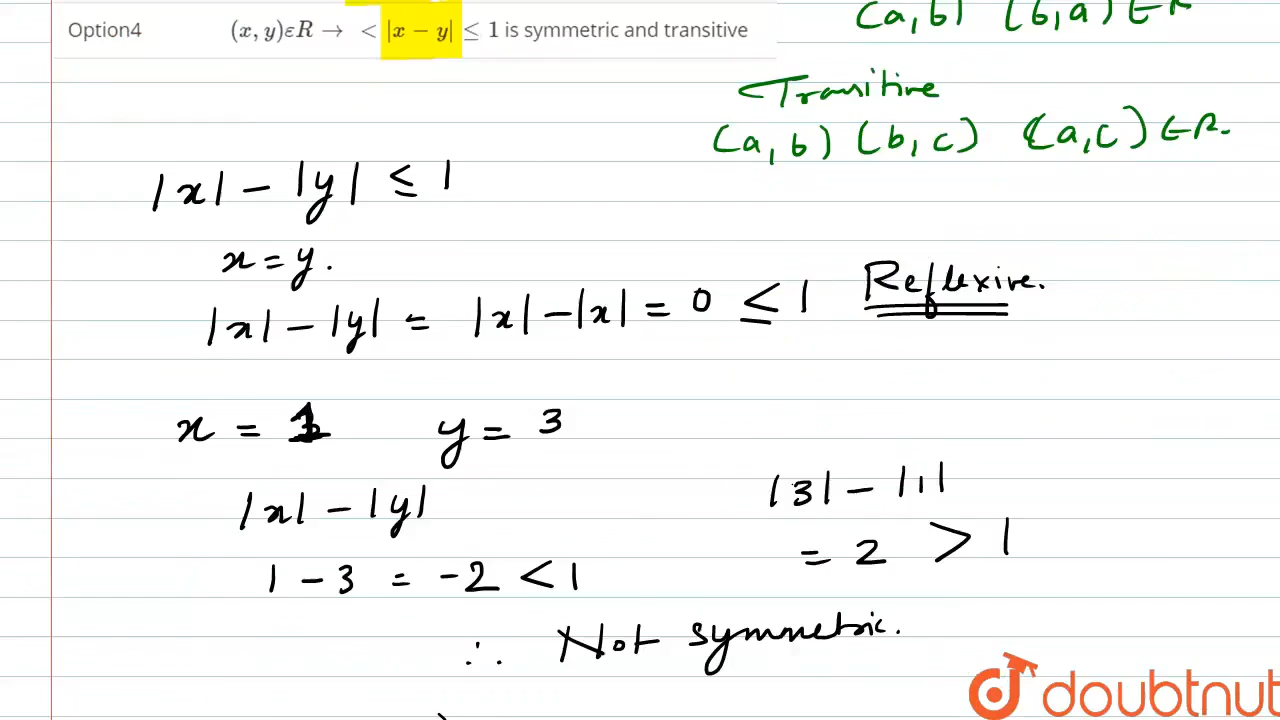 (a, b) (b, a) ∈ R
Option4 (x, y)εR → < |x − y| ≤ 1 is symmetric and transitive
Transitive
(a, b) (b, c) (a, c) ∈ R.
|x| - |y| ≤ 1
x = y.
|x| - |y| = |x| - |x| = 0 ≤ 1 Reflexive.
x = 1 y = 3
|x| - |y|
1 - 3 = -2 < 1
|3| - |1|
= 2 > 1
∴ Not symmetric.
doubtnut